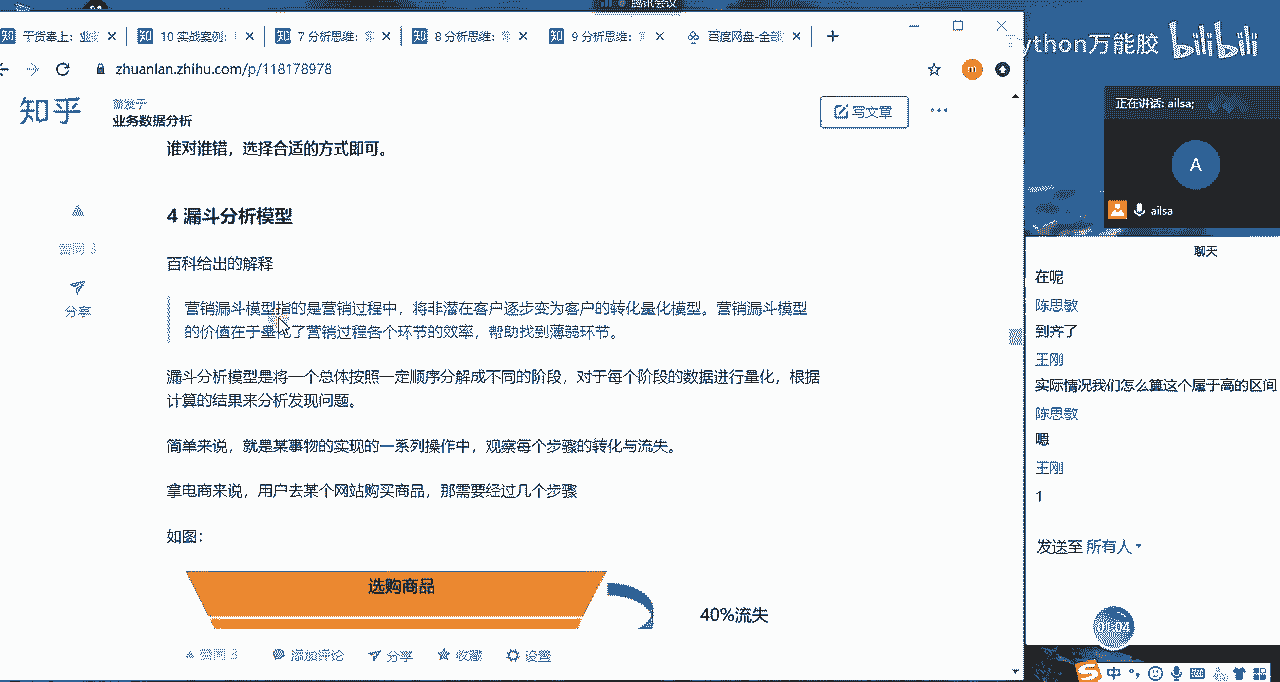 腾讯会议
干货塞上：业务
10 实战案例：
7 分析思维：
8 分析思维：
9 分析思维：
百度网盘-全部
zhuanlan.zhihu.com/p/118178978
知乎
业务数据分析
写文章
谁对谁错，选择合适的方式即可。
4 漏斗分析模型
百科给出的解释
营销漏斗模型指的是营销过程中，将非潜在客户逐步变为客户的转化量化模型。营销漏斗模型
的价值在于量化了营销过程各个环节的效率，帮助找到薄弱环节。
漏斗分析模型是将一个总体按照一定顺序分解成不同的阶段，对于每个阶段的数据进行量化，根据
计算的结果来分析发现问题。
简单来说，就是某事物的实现的一系列操作中，观察每个步骤的转化与流失。
拿电商来说，用户去某个网站购买商品，那需要经过几个步骤
如图：
选购商品
40%流失
赞同 3
分享
赞同 3
添加评论
分享
收藏
设置
ython万能胶 bilibili
正在讲话: ailsa;
A
ailsa
聊天
在呢
陈思敏
到齐了
王刚
实际情况我们怎么算这个属于高的区间
陈思敏
嗯
王刚
1
发送至 所有人
01:04
中